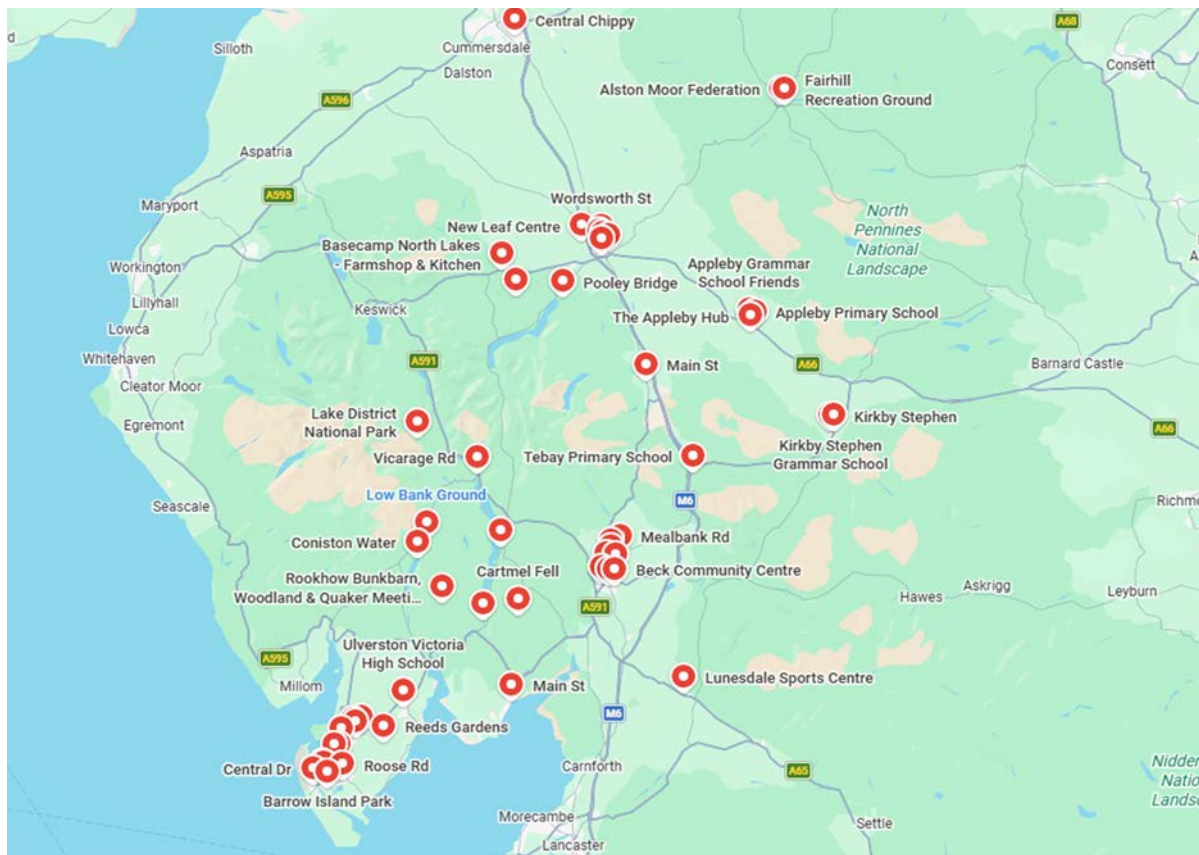 Central Chippy
A68
Silloth
Cummersdale
Consett
Dalston
Alston Moor Federation
Fairhill
Recreation Ground
A596
Aspatria
A595
Maryport
Wordsworth St
North
Pennines
National
Landscape
New Leaf Centre
Basecamp North Lakes
- Farmshop & Kitchen
Workington
Appleby Grammar
School Friends
Pooley Bridge
Lillyhall
Keswick
The Appleby Hub
Appleby Primary School
Lowca
Whitehaven
A591
Main St
A66
Barnard Castle
Cleator Moor
Lake District
National Park
Egremont
Kirkby Stephen
A66
Kirkby Stephen
Grammar School
Vicarage Rd
Tebay Primary School
Low Bank Ground
M6
Richm
Seascale
Coniston Water
Mealbank Rd
Cartmel Fell
Beck Community Centre
Rookhow Bunkbarn,
Woodland & Quaker Meeti...
Askrigg
Leyburn
Hawes
A591
Ulverston Victoria
High School
A595
Millom
Main St
Lunesdale Sports Centre
M6
Reeds Gardens
Central Dr
Roose Rd
Carnforth
A65
Nidder
Natio
Landsc
Barrow Island Park
Morecambe
Settle
Lancaster